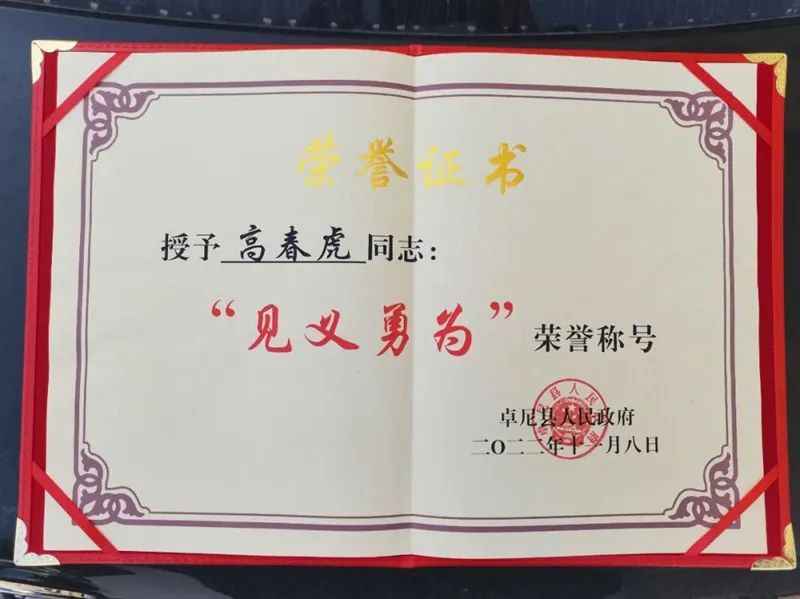 荣誉证书
授予 高春虎 同志：
“见义勇为” 荣誉称号
卓尼县人民政府
二〇二二年十一月八日